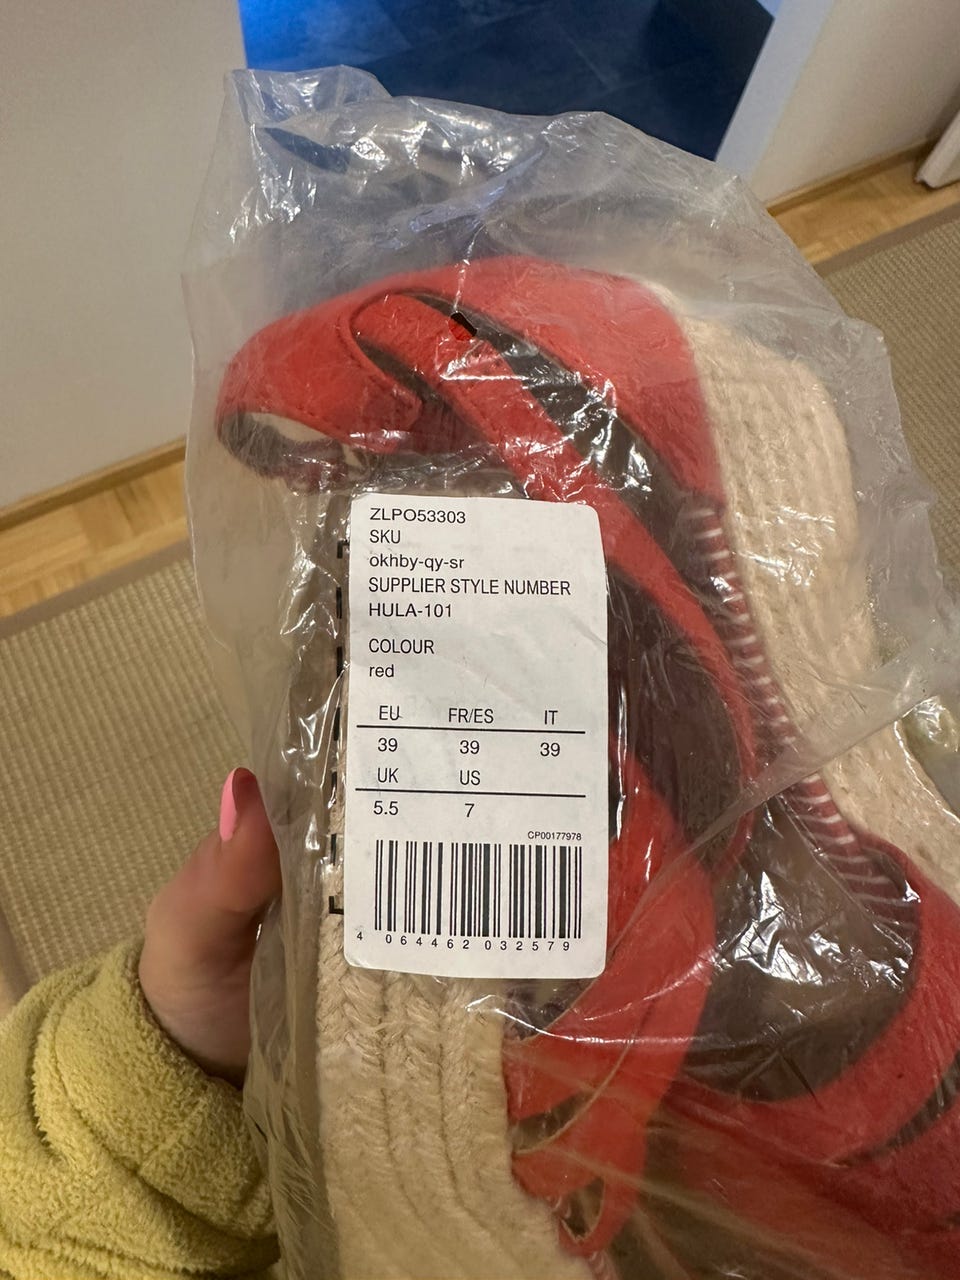 ZLPO53303
SKU
okhby-qy-sr
SUPPLIER STYLE NUMBER
HULA-101
COLOUR
red
EU FR/ES IT
39 39 39
UK US
5.5 7
CP00177978
4 064462 032579